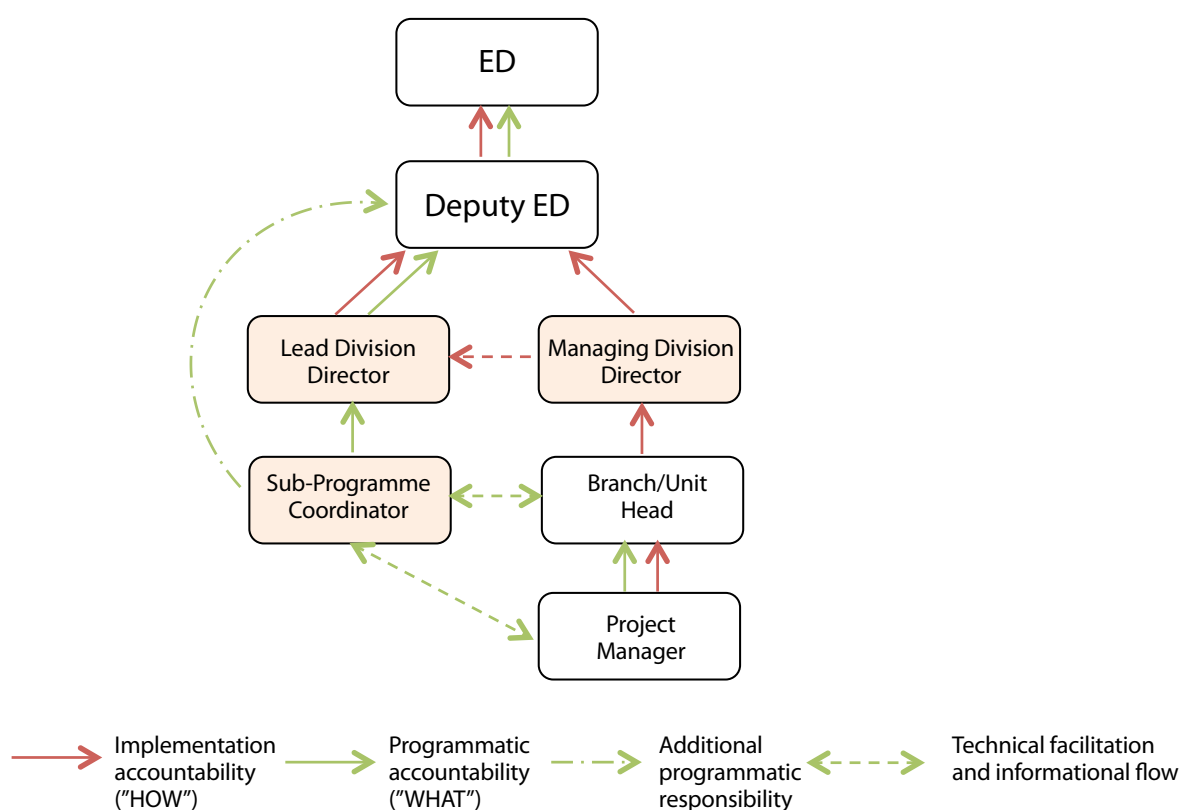 ED
Deputy ED
Lead Division
Director
Managing Division
Director
Sub-Programme
Coordinator
Branch/Unit
Head
Project
Manager
Implementation
accountability
(”HOW”)
Programmatic
accountability
(”WHAT”)
Additional
programmatic
responsibility
Technical facilitation
and informational flow